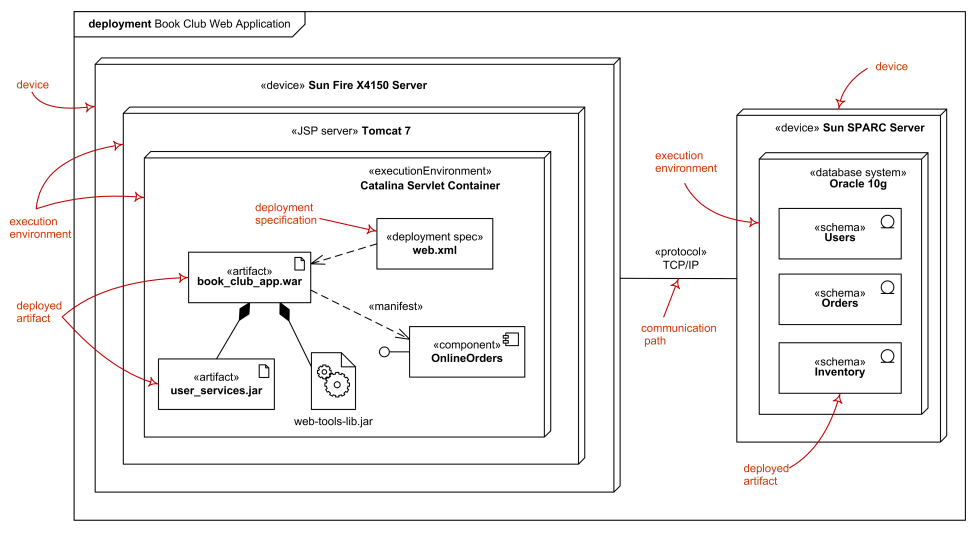 deployment Book Club Web Application
device
«device» Sun Fire X4150 Server
«JSP server» Tomcat 7
«executionEnvironment»
Catalina Servlet Container
execution
environment
deployment
specification
«deployment spec»
web.xml
«artifact»
book_club_app.war
deployed
artifact
«manifest»
«component»
OnlineOrders
«artifact»
user_services.jar
web-tools-lib.jar
«protocol»
TCP/IP
communication
path
device
«device» Sun SPARC Server
execution
environment
«database system»
Oracle 10g
«schema»
Users
«schema»
Orders
«schema»
Inventory
deployed
artifact